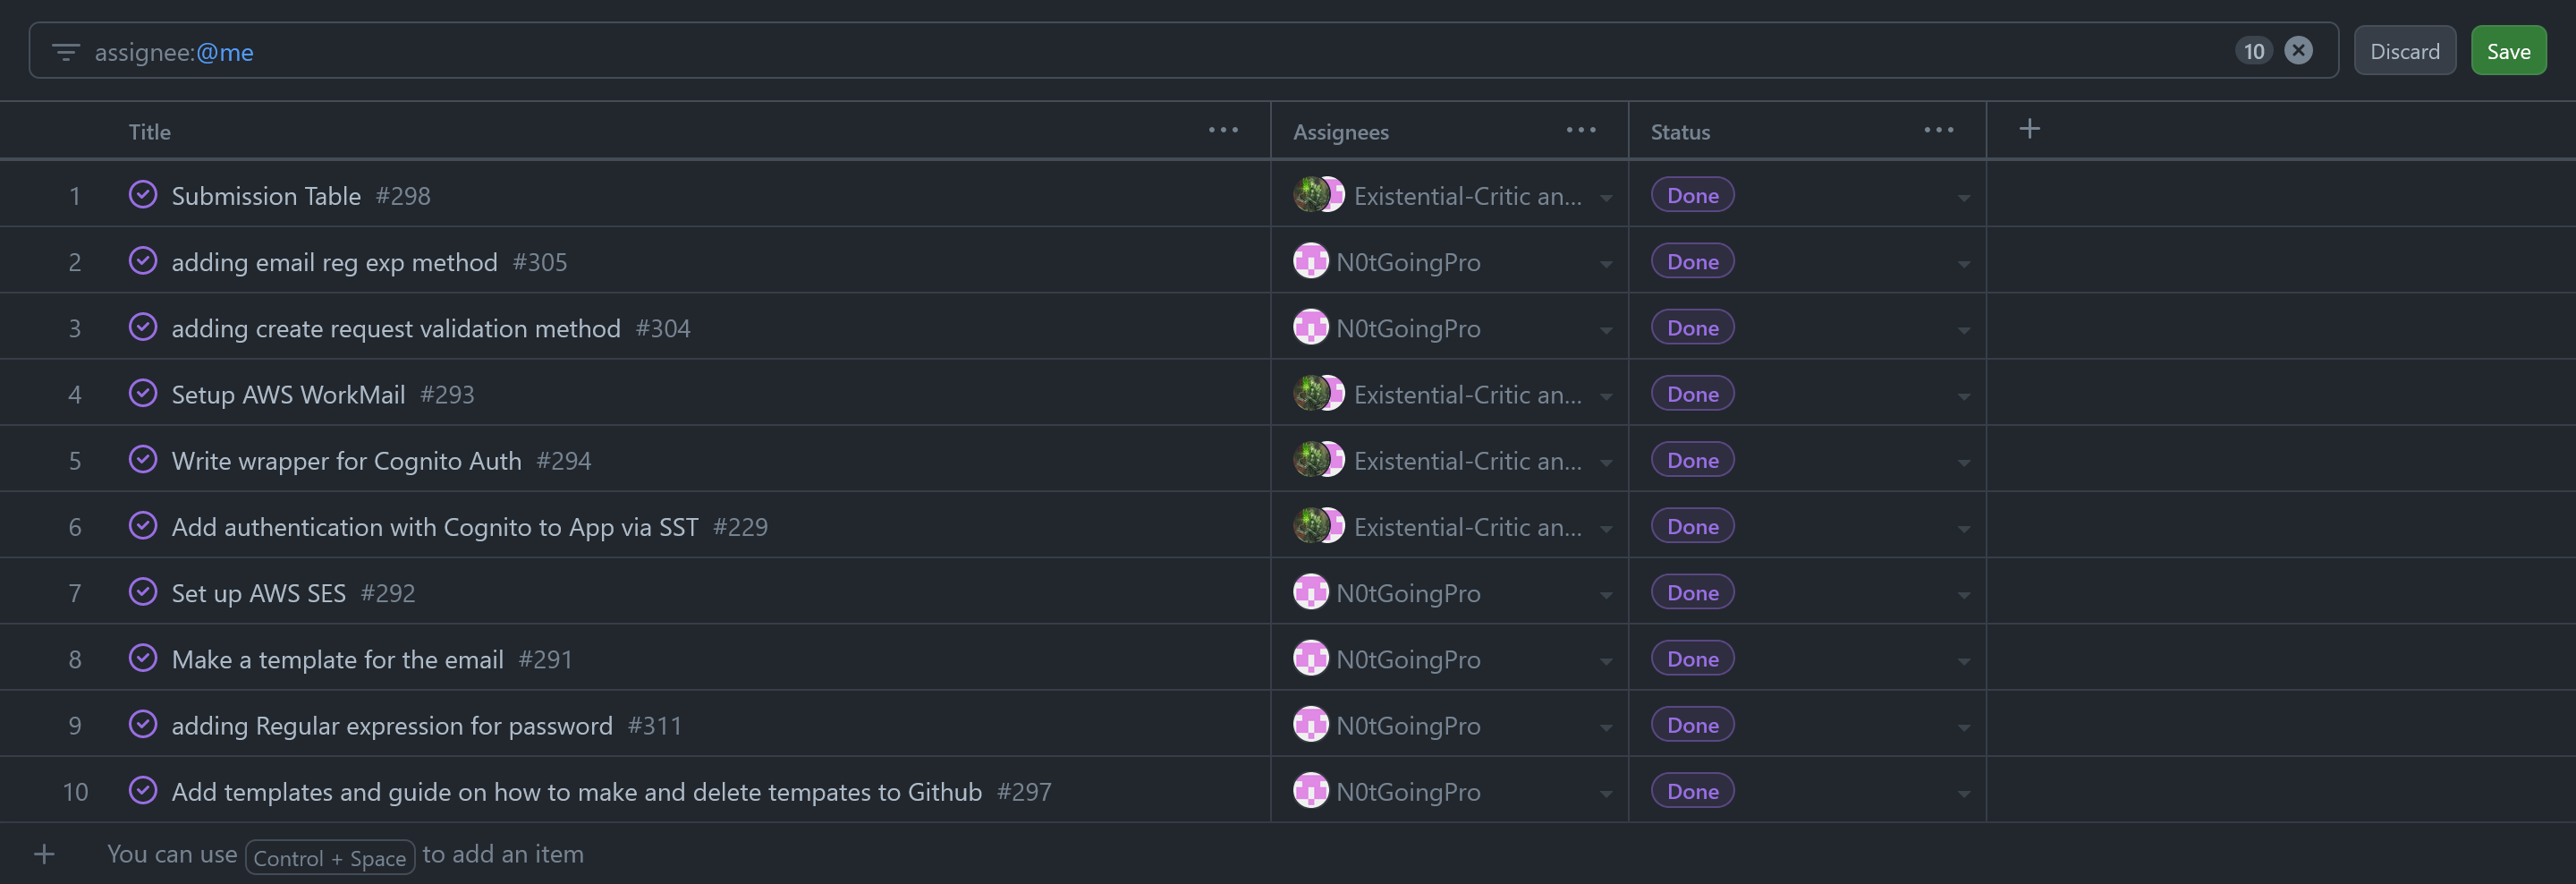 assignee:@me 10 Discard Save
Title Assignees Status
1 Submission Table #298 Existential-Critic an... Done
2 adding email reg exp method #305 N0tGoingPro Done
3 adding create request validation method #304 N0tGoingPro Done
4 Setup AWS WorkMail #293 Existential-Critic an... Done
5 Write wrapper for Cognito Auth #294 Existential-Critic an... Done
6 Add authentication with Cognito to App via SST #229 Existential-Critic an... Done
7 Set up AWS SES #292 N0tGoingPro Done
8 Make a template for the email #291 N0tGoingPro Done
9 adding Regular expression for password #311 N0tGoingPro Done
10 Add templates and guide on how to make and delete tempates to Github #297 N0tGoingPro Done
You can use Control + Space to add an item